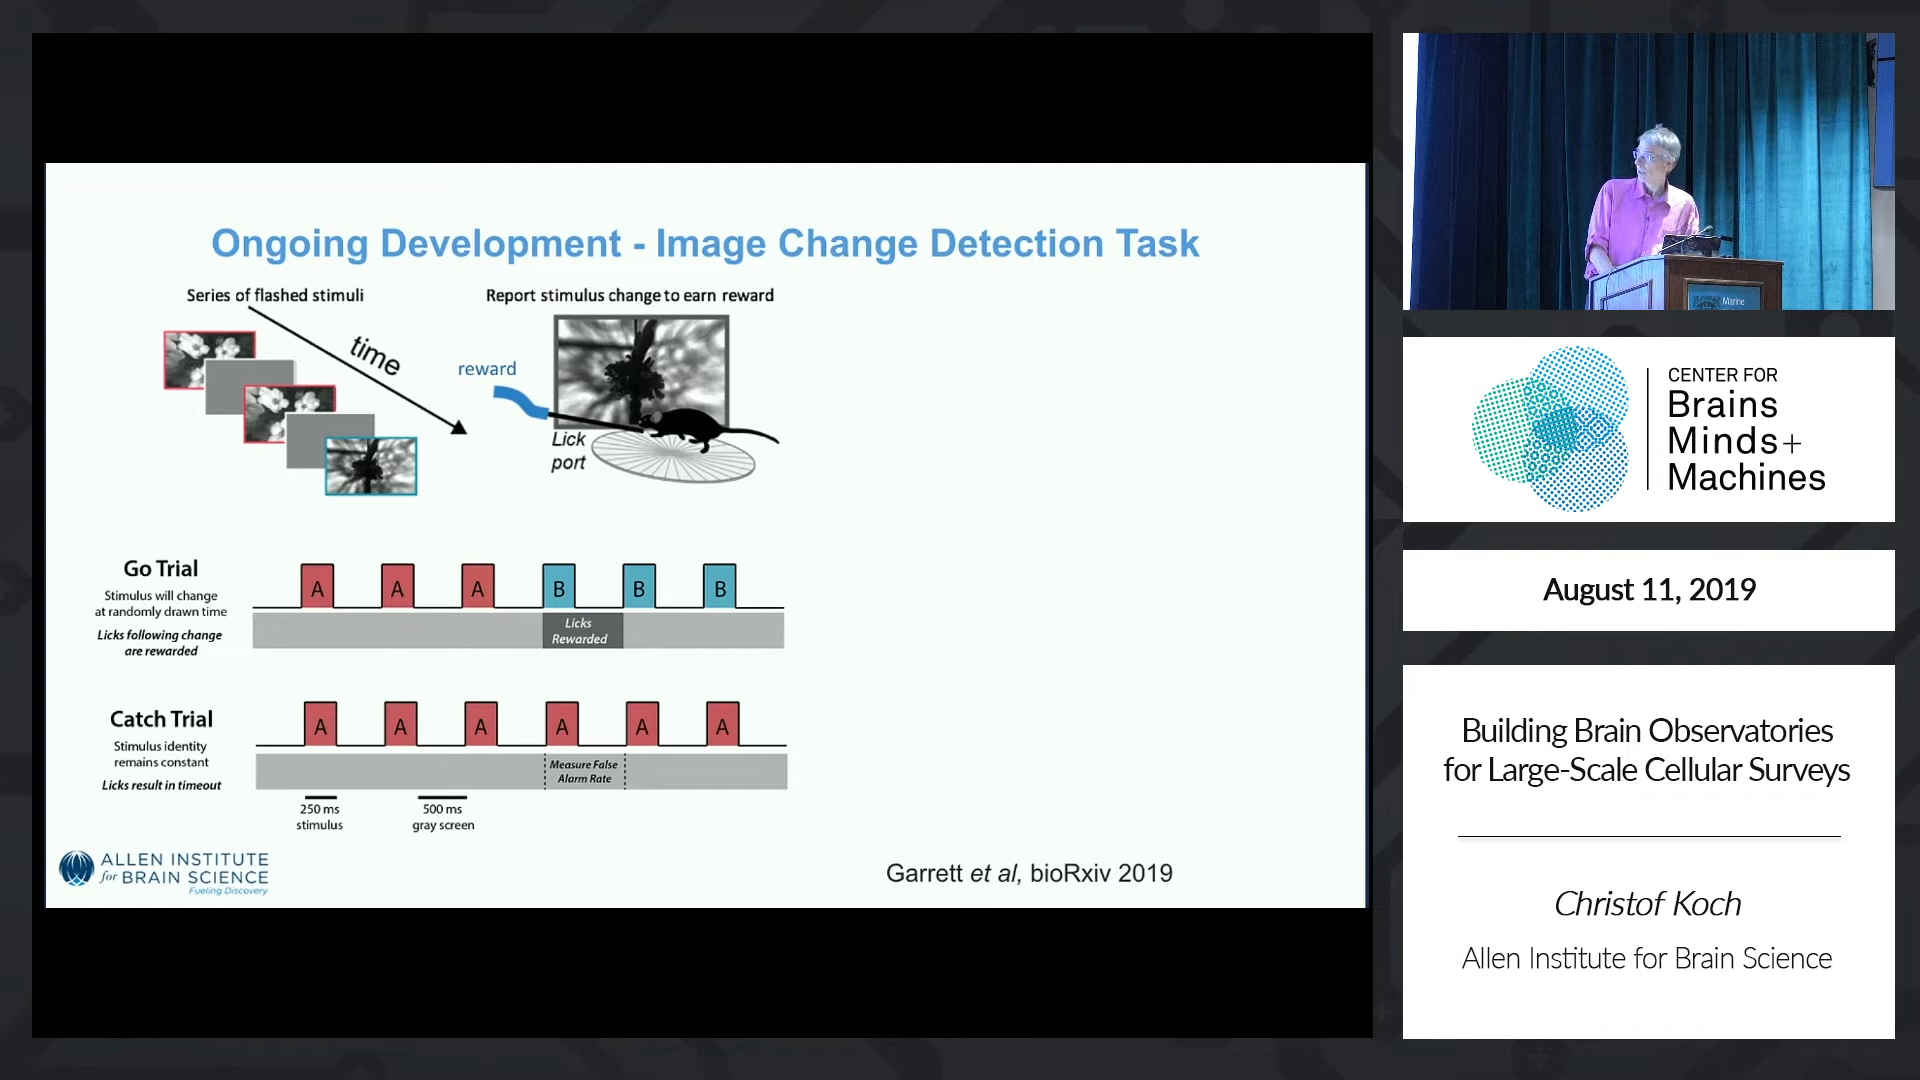 Ongoing Development - Image Change Detection Task
Series of flashed stimuli
time
Report stimulus change to earn reward
reward
Lick
port
Go Trial
Stimulus will change
at randomly drawn time
Licks following change
are rewarded
A A A B B B
Licks
Rewarded
Catch Trial
Stimulus identity
remains constant
Licks result in timeout
A A A A A A
Measure False
Alarm Rate
250 ms
stimulus
500 ms
gray screen
ALLEN INSTITUTE
for BRAIN SCIENCE
Fueling Discovery
Garrett et al, bioRxiv 2019
Marine
CENTER FOR
Brains
Minds+
Machines
August 11, 2019
Building Brain Observatories
for Large-Scale Cellular Surveys
Christof Koch
Allen Institute for Brain Science